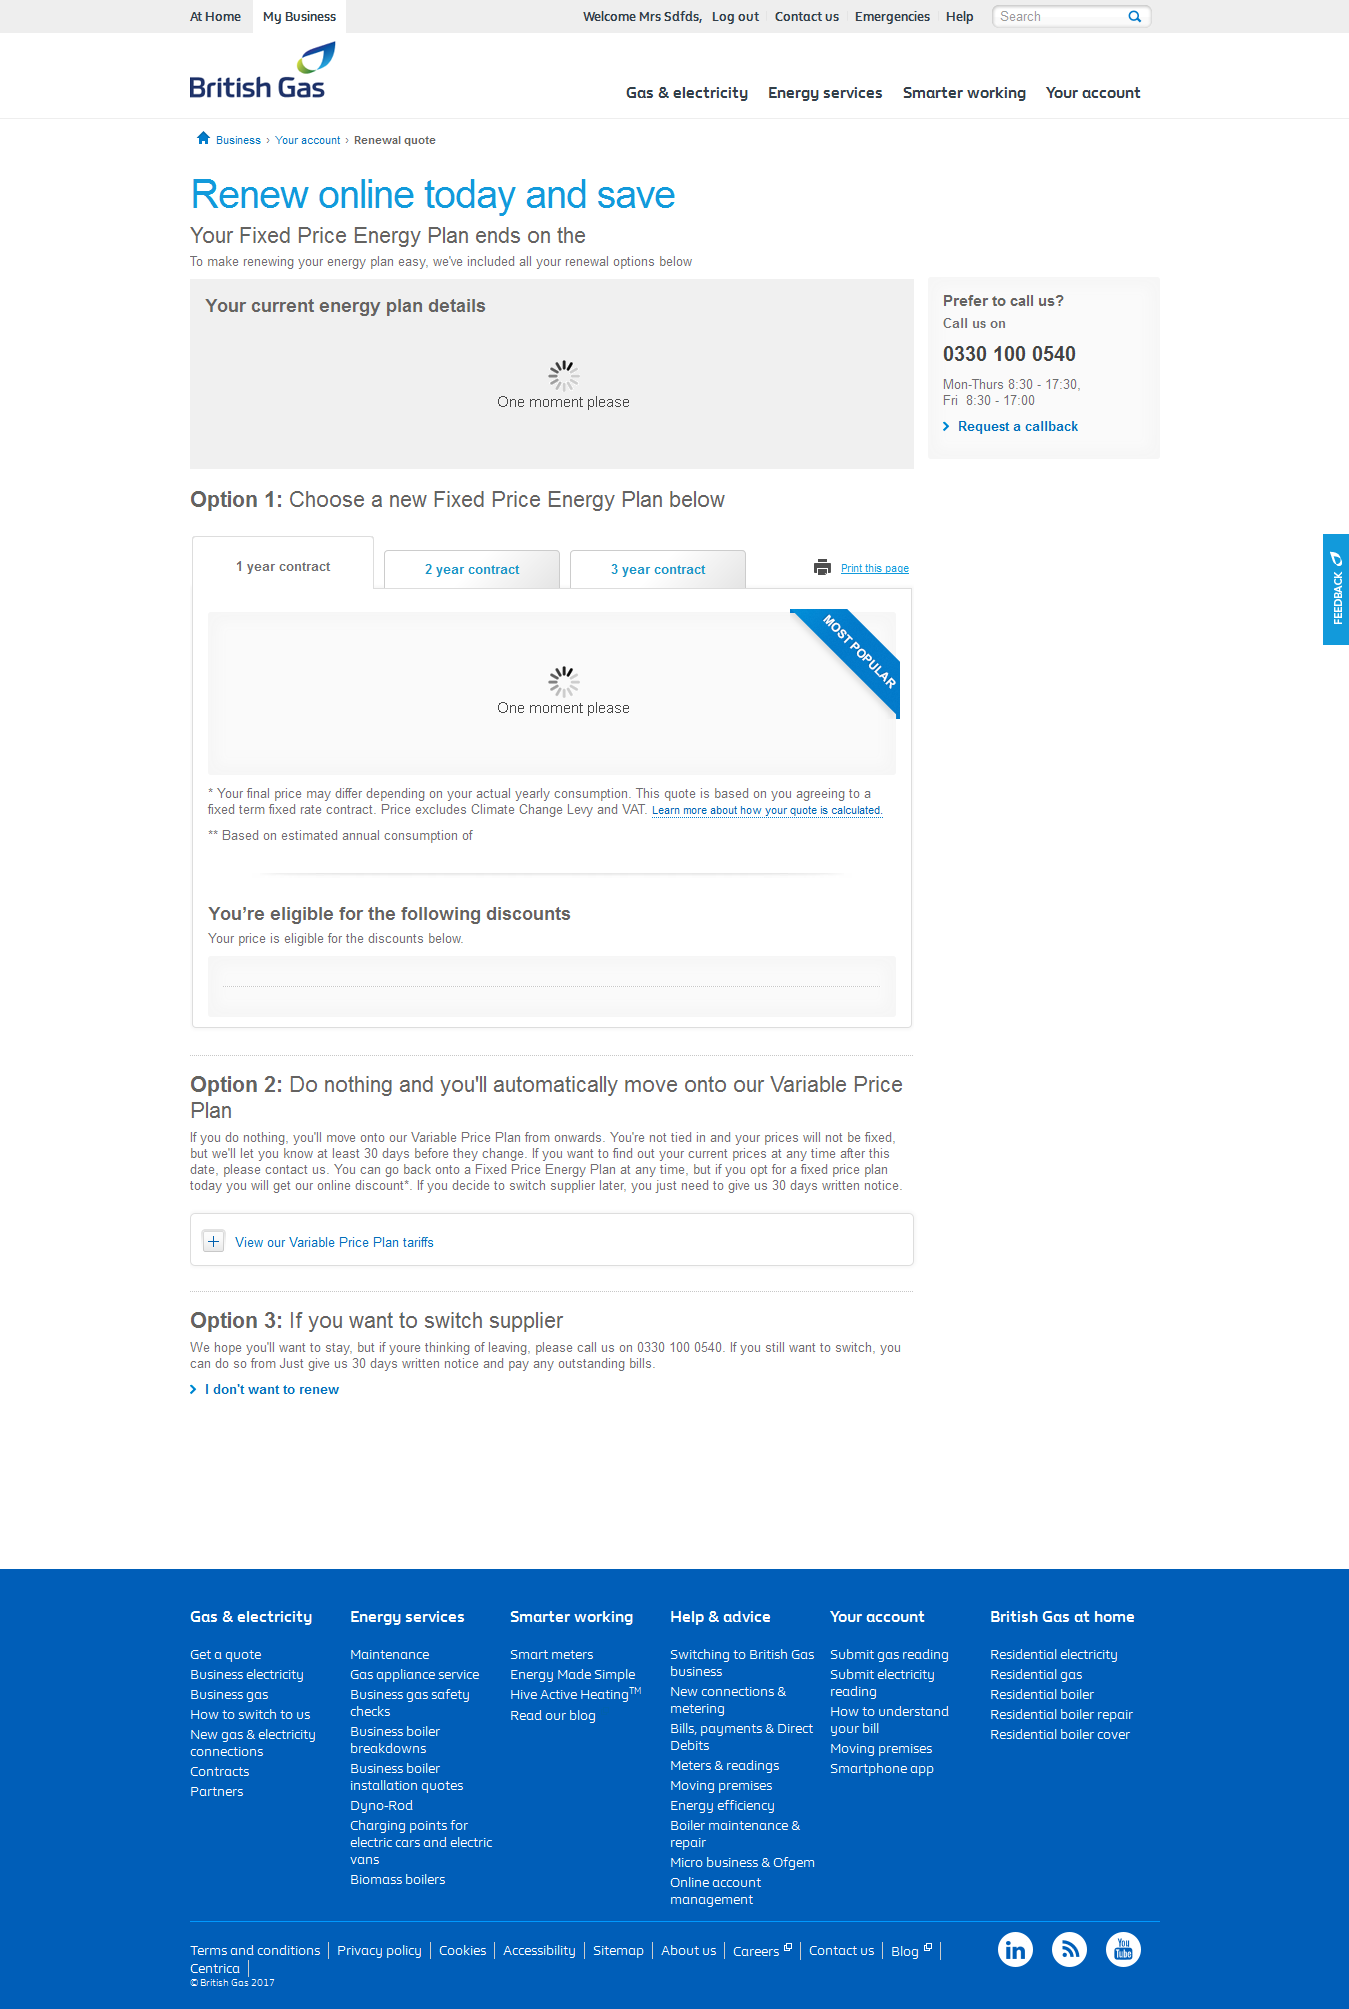 At Home
My Business
Welcome Mrs Sdfds,
Log out
Contact us
Emergencies
Help
Search
British Gas
Gas & electricity
Energy services
Smarter working
Your account
Business › Your account › Renewal quote
Renew online today and save
Your Fixed Price Energy Plan ends on the
To make renewing your energy plan easy, we've included all your renewal options below
Your current energy plan details
One moment please
Prefer to call us?
Call us on
0330 100 0540
Mon-Thurs 8:30 - 17:30,
Fri 8:30 - 17:00
Request a callback
Option 1: Choose a new Fixed Price Energy Plan below
1 year contract
2 year contract
3 year contract
Print this page
FEEDBACK
MOST POPULAR
One moment please
* Your final price may differ depending on your actual yearly consumption. This quote is based on you agreeing to a
fixed term fixed rate contract. Price excludes Climate Change Levy and VAT. Learn more about how your quote is calculated.
** Based on estimated annual consumption of
You’re eligible for the following discounts
Your price is eligible for the discounts below.
Option 2: Do nothing and you'll automatically move onto our Variable Price
Plan
If you do nothing, you'll move onto our Variable Price Plan from onwards. You're not tied in and your prices will not be fixed,
but we'll let you know at least 30 days before they change. If you want to find out your current prices at any time after this
date, please contact us. You can go back onto a Fixed Price Energy Plan at any time, but if you opt for a fixed price plan
today you will get our online discount*. If you decide to switch supplier later, you just need to give us 30 days written notice.
View our Variable Price Plan tariffs
Option 3: If you want to switch supplier
We hope you'll want to stay, but if youre thinking of leaving, please call us on 0330 100 0540. If you still want to switch, you
can do so from Just give us 30 days written notice and pay any outstanding bills.
I don't want to renew
Gas & electricity
Get a quote
Business electricity
Business gas
How to switch to us
New gas & electricity
connections
Contracts
Partners
Energy services
Maintenance
Gas appliance service
Business gas safety
checks
Business boiler
breakdowns
Business boiler
installation quotes
Dyno-Rod
Charging points for
electric cars and electric
vans
Biomass boilers
Smarter working
Smart meters
Energy Made Simple
Hive Active Heating™
Read our blog
Help & advice
Switching to British Gas
business
New connections &
metering
Bills, payments & Direct
Debits
Meters & readings
Moving premises
Energy efficiency
Boiler maintenance &
repair
Micro business & Ofgem
Online account
management
Your account
Submit gas reading
Submit electricity
reading
How to understand
your bill
Moving premises
Smartphone app
British Gas at home
Residential electricity
Residential gas
Residential boiler
Residential boiler repair
Residential boiler cover
Terms and conditions | Privacy policy | Cookies | Accessibility | Sitemap | About us | Careers | Contact us | Blog |
Centrica |
© British Gas 2017
in
You
Tube